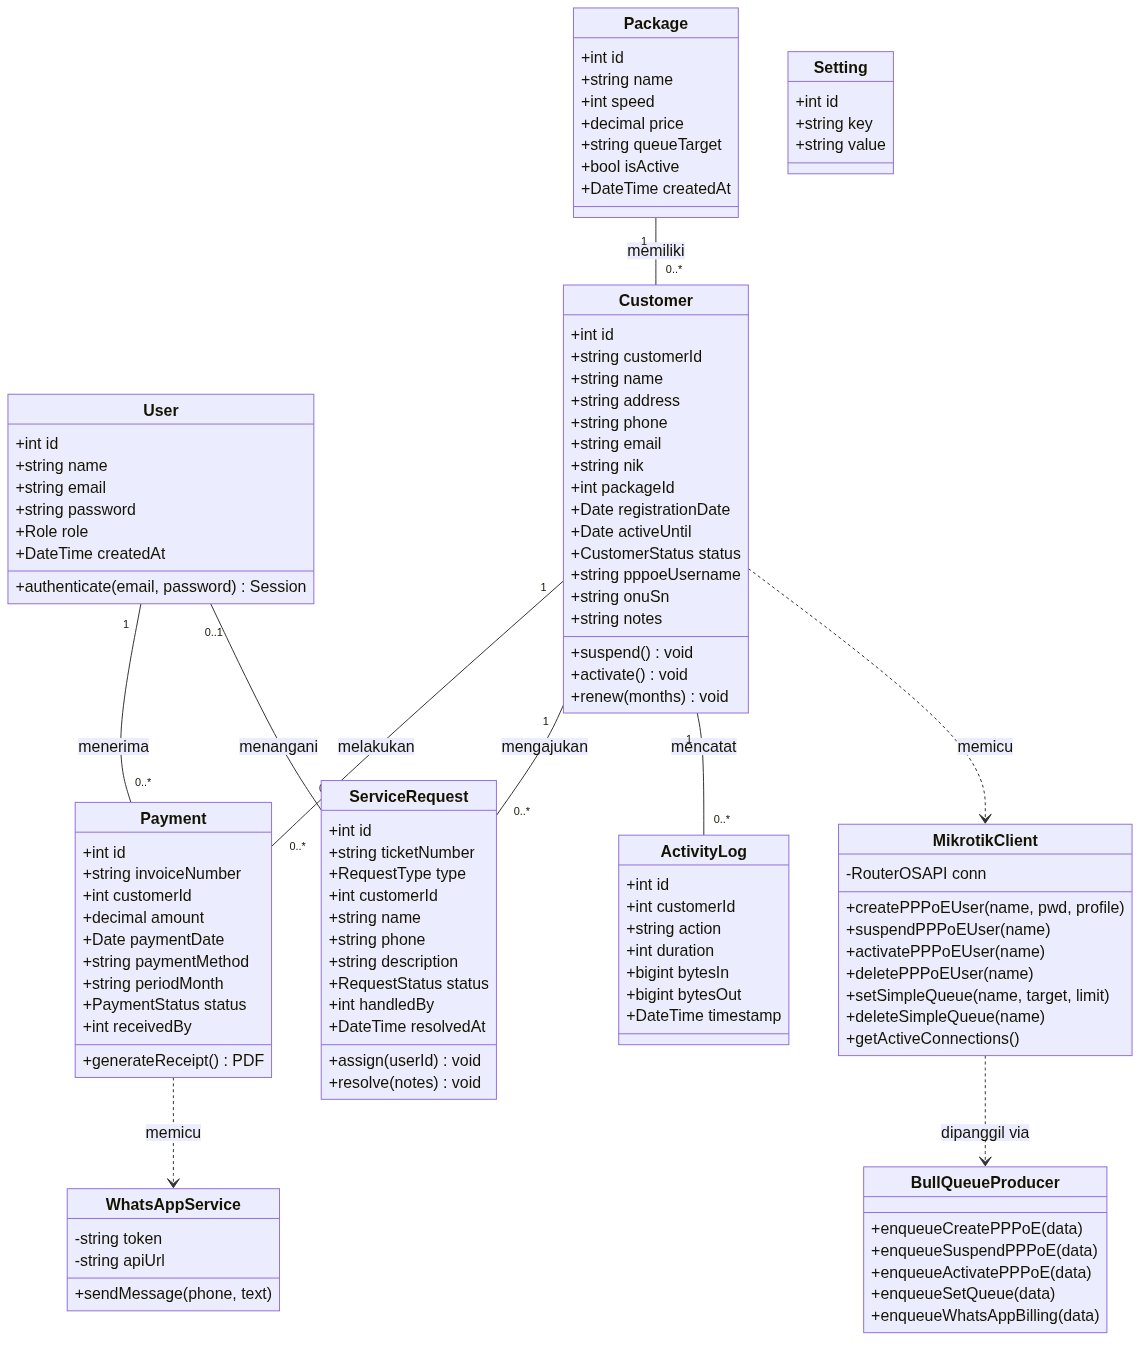 Package
+int id
+string name
+int speed
+decimal price
+string queueTarget
+bool isActive
+DateTime createdAt
Setting
+int id
+string key
+string value
1
memiliki
0..*
Customer
+int id
+string customerId
+string name
+string address
+string phone
+string email
+string nik
+int packageId
+Date registrationDate
+Date activeUntil
+CustomerStatus status
+string pppoeUsername
+string onuSn
+string notes
+suspend() : void
+activate() : void
+renew(months) : void
User
+int id
+string name
+string email
+string password
+Role role
+DateTime createdAt
+authenticate(email, password) : Session
1
menerima
0..*
0..1
menangani
1
melakukan
0..*
1
mengajukan
0..*
1
mencatat
0..*
memicu
Payment
+int id
+string invoiceNumber
+int customerId
+decimal amount
+Date paymentDate
+string paymentMethod
+string periodMonth
+PaymentStatus status
+int receivedBy
+generateReceipt() : PDF
ServiceRequest
+int id
+string ticketNumber
+RequestType type
+int customerId
+string name
+string phone
+string description
+RequestStatus status
+int handledBy
+DateTime resolvedAt
+assign(userId) : void
+resolve(notes) : void
ActivityLog
+int id
+int customerId
+string action
+int duration
+bigint bytesIn
+bigint bytesOut
+DateTime timestamp
MikrotikClient
-RouterOSAPI conn
+createPPPoEUser(name, pwd, profile)
+suspendPPPoEUser(name)
+activatePPPoEUser(name)
+deletePPPoEUser(name)
+setSimpleQueue(name, target, limit)
+deleteSimpleQueue(name)
+getActiveConnections()
memicu
dipanggil via
WhatsAppService
-string token
-string apiUrl
+sendMessage(phone, text)
BullQueueProducer
+enqueueCreatePPPoE(data)
+enqueueSuspendPPPoE(data)
+enqueueActivatePPPoE(data)
+enqueueSetQueue(data)
+enqueueWhatsAppBilling(data)